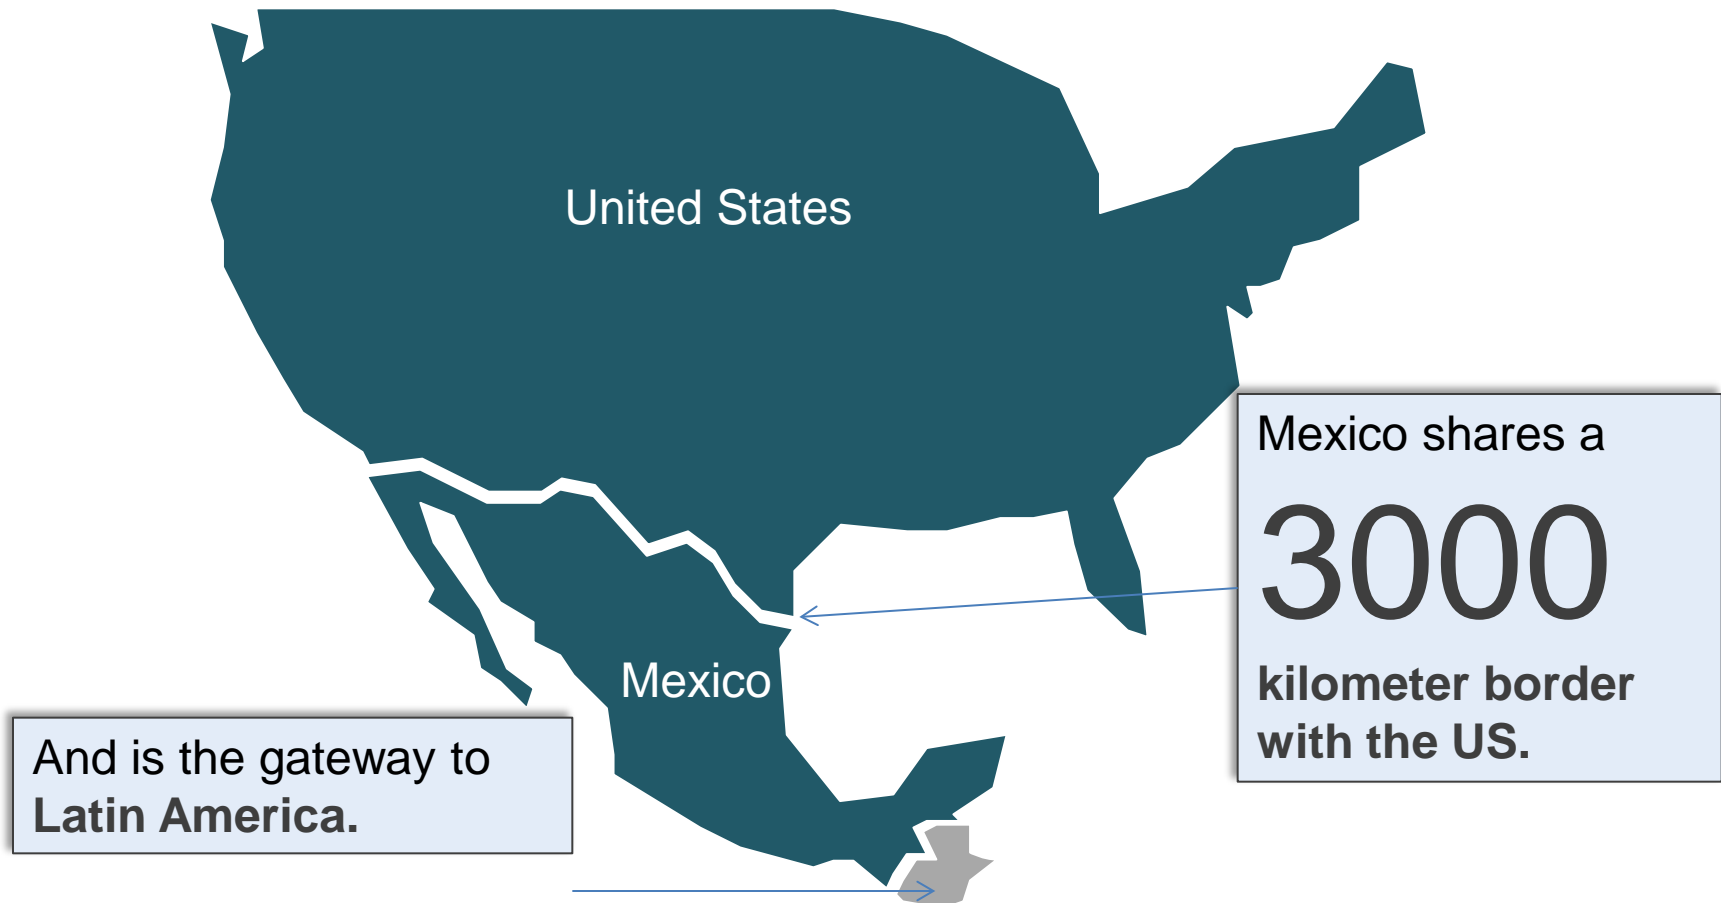 United States
Mexico shares a
3000
kilometer border
with the US.
Mexico
And is the gateway to
Latin America.